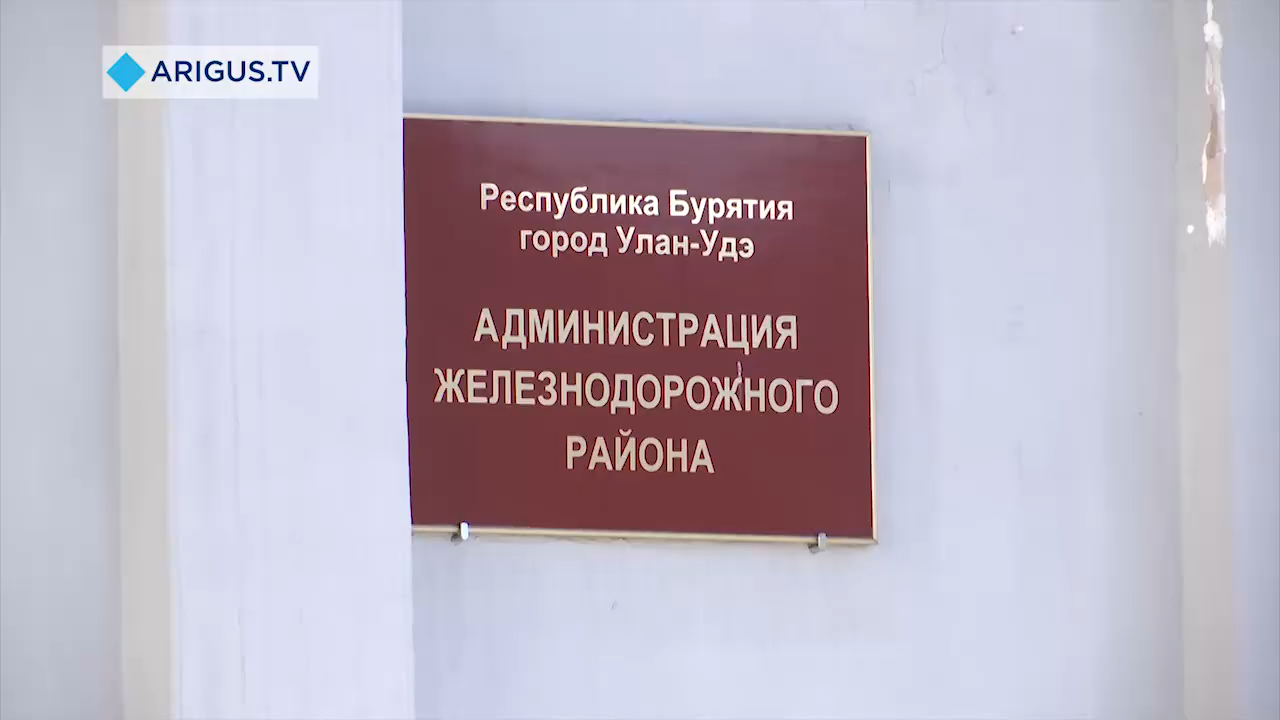 ARIGUS.TV
Республика Бурятия
город Улан-Удэ
АДМИНИСТРАЦИЯ
ЖЕЛЕЗНОДОРОЖНОГО
РАЙОНА